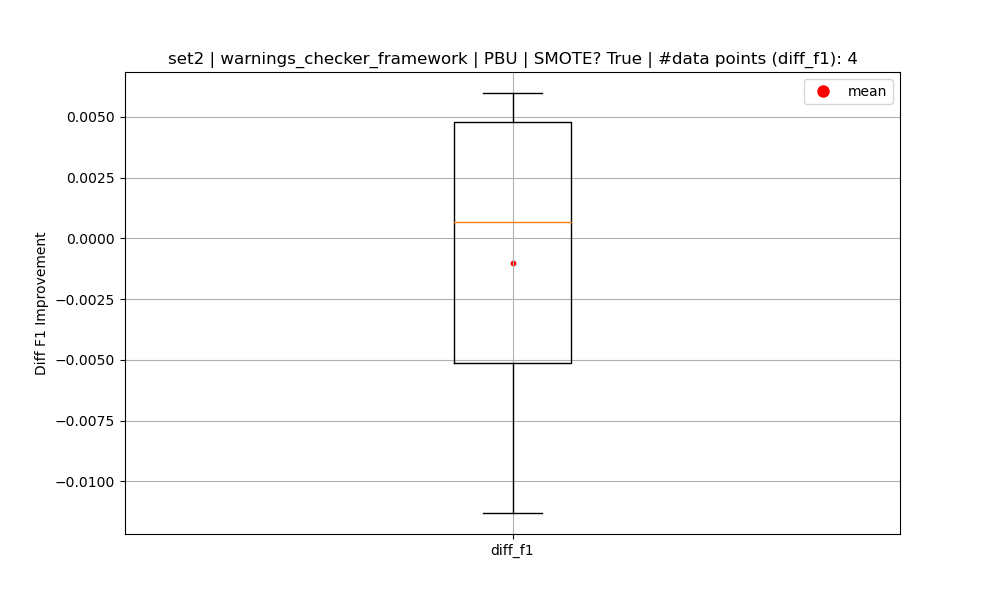 set2 | warnings_checker_framework | PBU | SMOTE? True | #data points (diff_f1): 4
mean
0.0050
0.0025
0.0000
−0.0025
−0.0050
−0.0075
−0.0100
Diff F1 Improvement
diff_f1